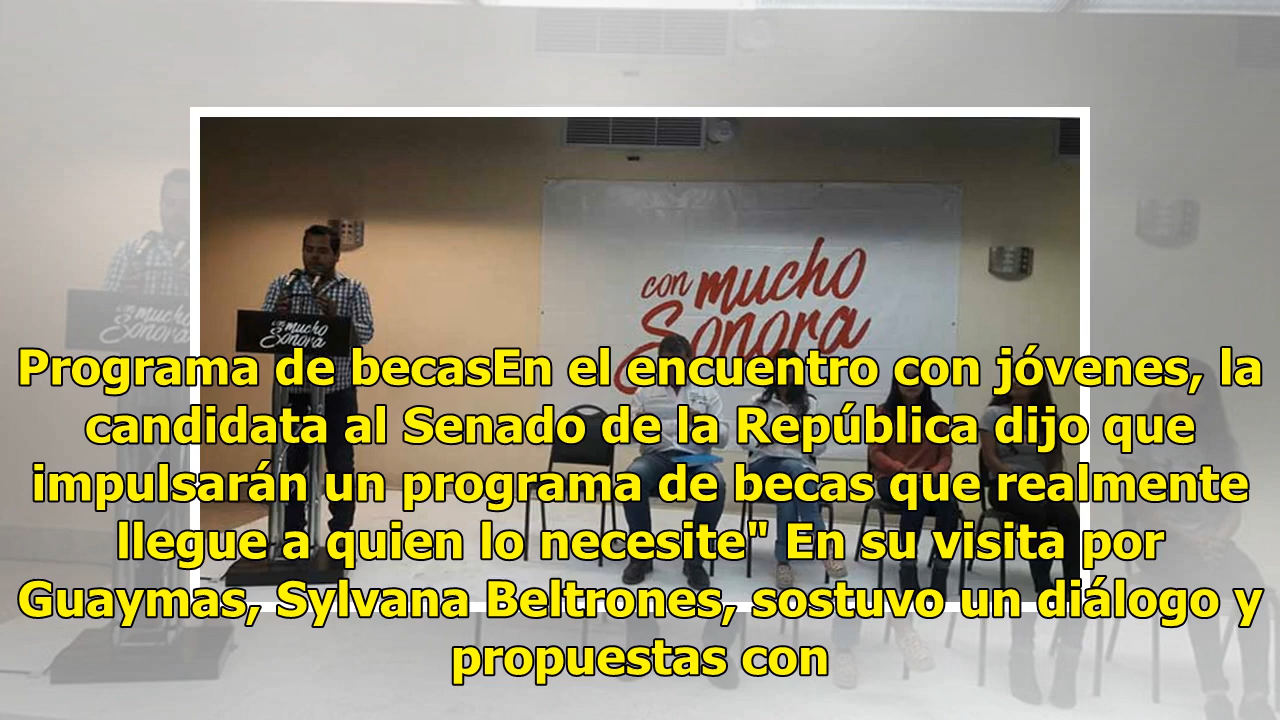 con mucho
Sonora
con mucho
Sonora
Programa de becasEn el encuentro con jóvenes, la
candidata al Senado de la República dijo que
impulsarán un programa de becas que realmente
llegue a quien lo necesite" En su visita por
Guaymas, Sylvana Beltrones, sostuvo un diálogo y
propuestas con